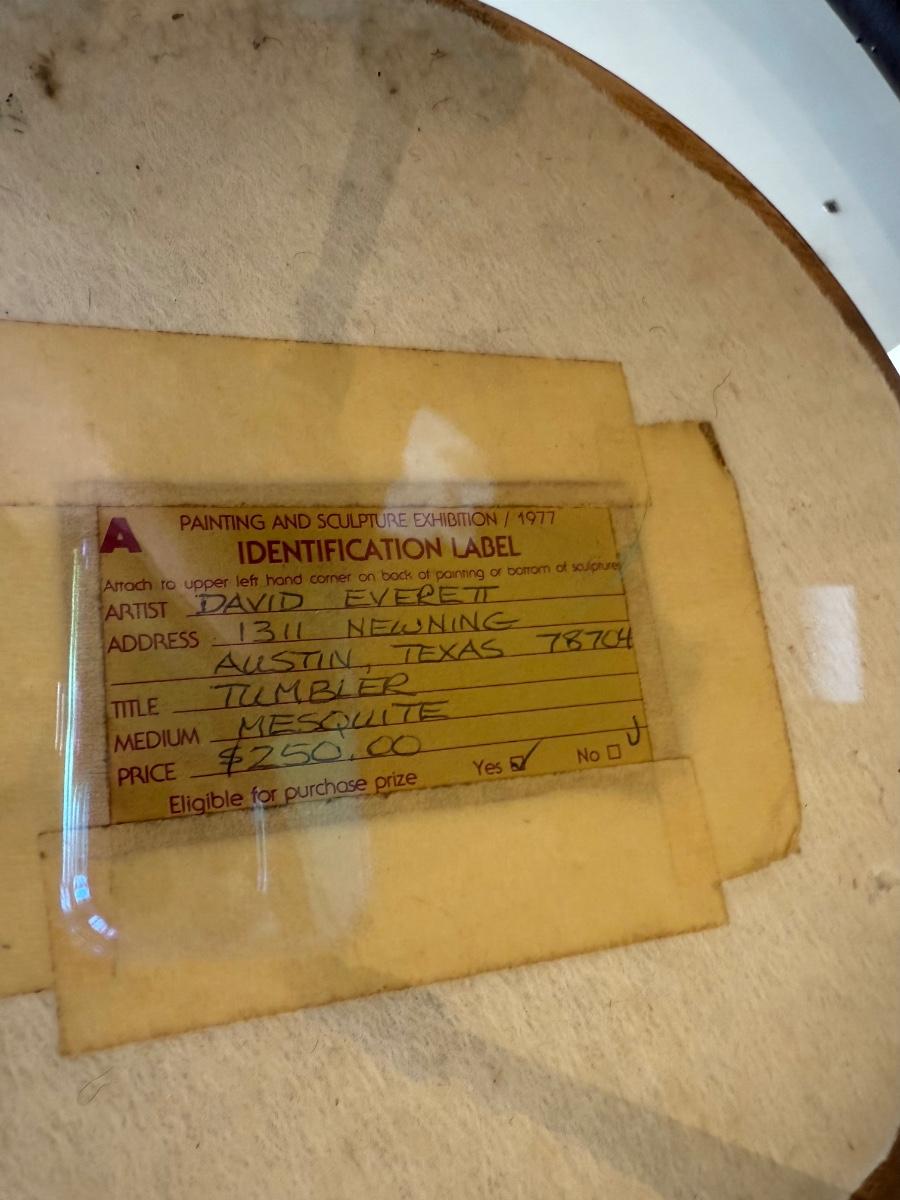 A
PAINTING AND SCULPTURE EXHIBITION / 1977
IDENTIFICATION LABEL
Attach to upper left hand corner on back of painting or bottom of sculpture
ARTIST DAVID EVERETT
ADDRESS 1311 NEWNING
AUSTIN, TEXAS 78704
TITLE TUMBLER
MEDIUM MESQUITE
PRICE $250.00
Eligible for purchase prize Yes ☑ No ☐